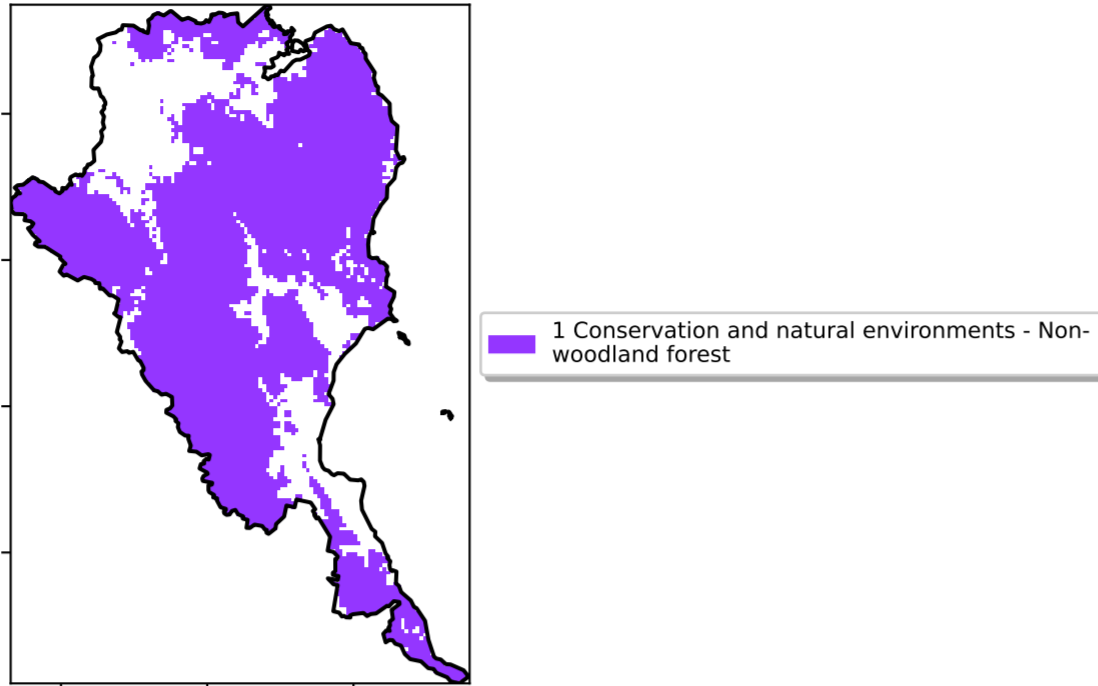 1 Conservation and natural environments - Non-
woodland forest